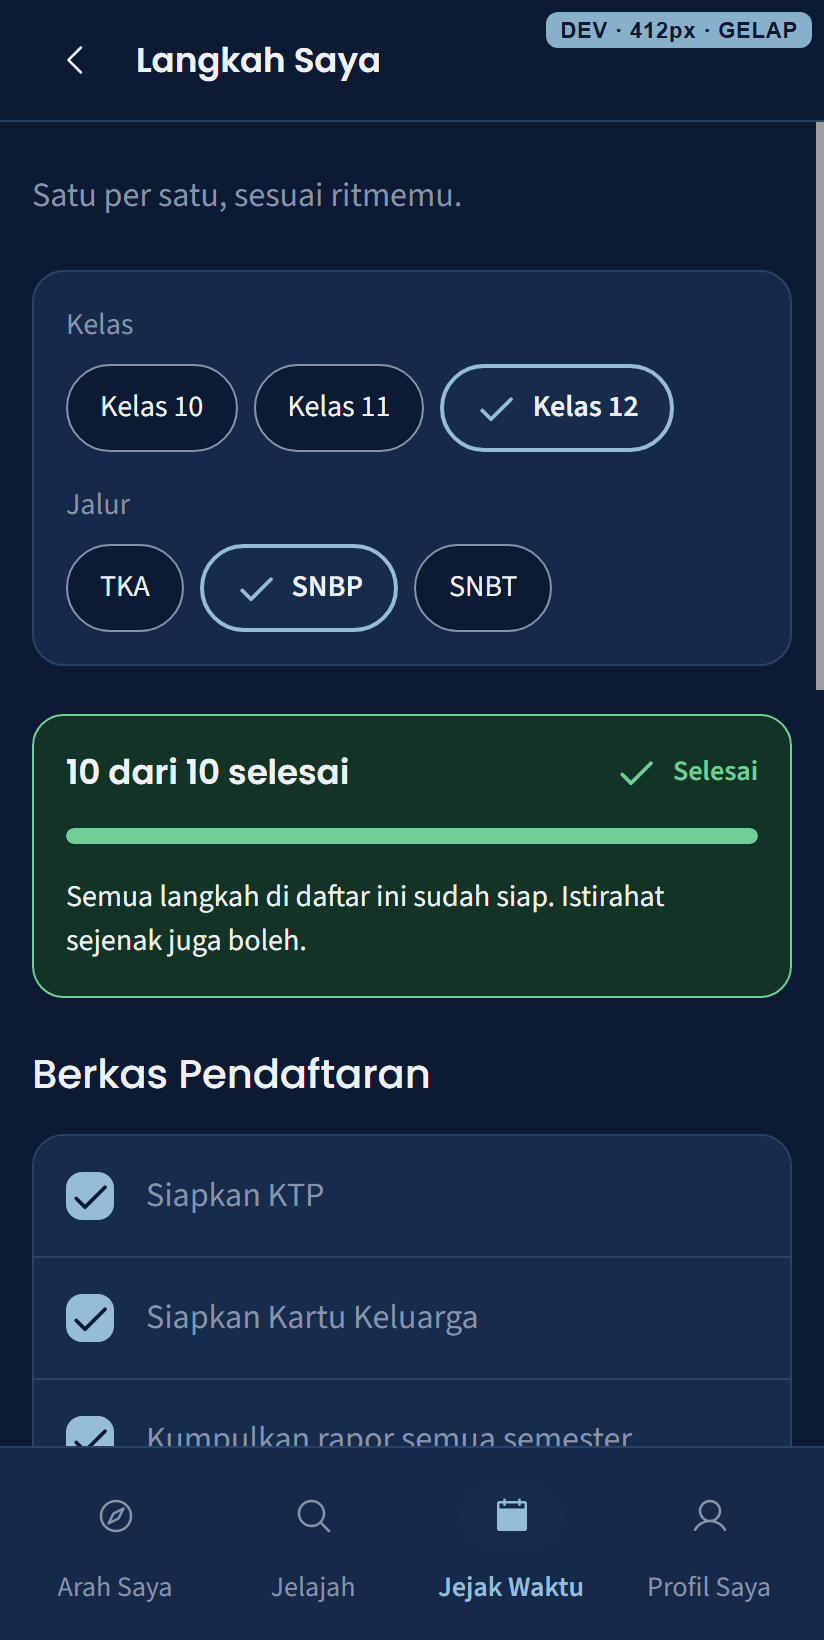 Langkah Saya
DEV · 412px · GELAP
Satu per satu, sesuai ritmemu.
Kelas
Kelas 10
Kelas 11
Kelas 12
Jalur
TKA
SNBP
SNBT
10 dari 10 selesai
Selesai
Semua langkah di daftar ini sudah siap. Istirahat
sejenak juga boleh.
Berkas Pendaftaran
Siapkan KTP
Siapkan Kartu Keluarga
Kumpulkan rapor semua semester
Arah Saya
Jelajah
Jejak Waktu
Profil Saya